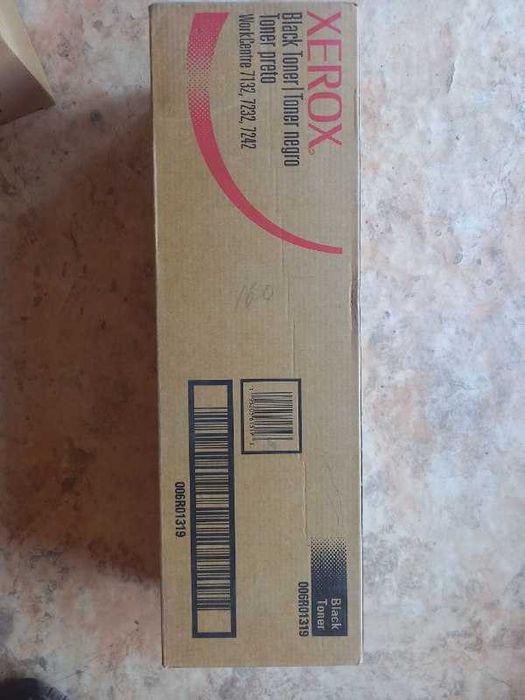 XEROX®
Black Toner | Toner negro
Toner preto
WorkCentre 7132, 7232, 7242
160
006R01319
Black
Toner
006R01319